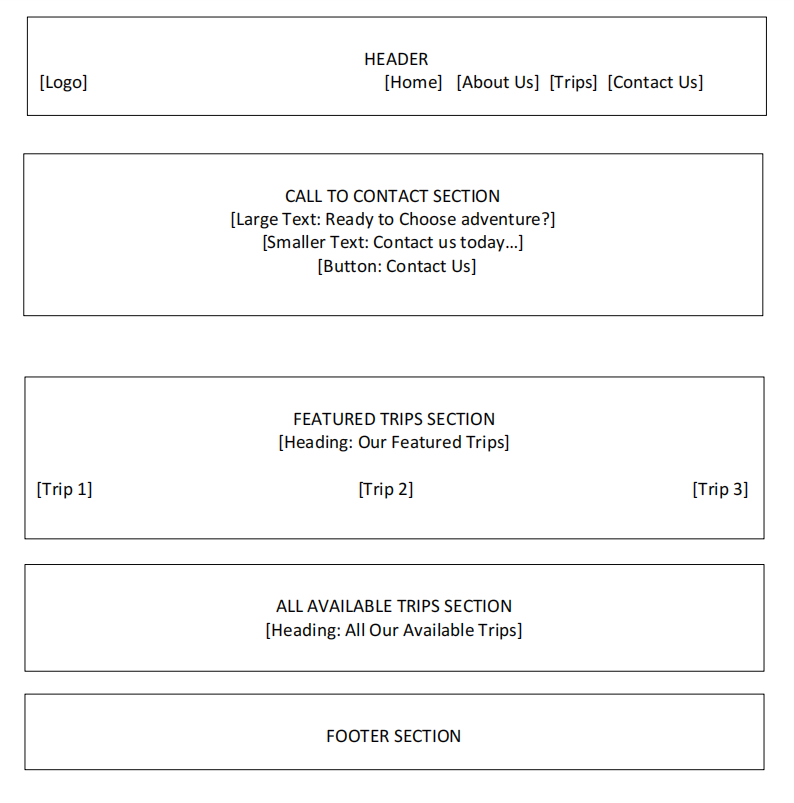 HEADER
[Logo] [Home] [About Us] [Trips] [Contact Us]
CALL TO CONTACT SECTION
[Large Text: Ready to Choose adventure?]
[Smaller Text: Contact us today...]
[Button: Contact Us]
FEATURED TRIPS SECTION
[Heading: Our Featured Trips]
[Trip 1] [Trip 2] [Trip 3]
ALL AVAILABLE TRIPS SECTION
[Heading: All Our Available Trips]
FOOTER SECTION